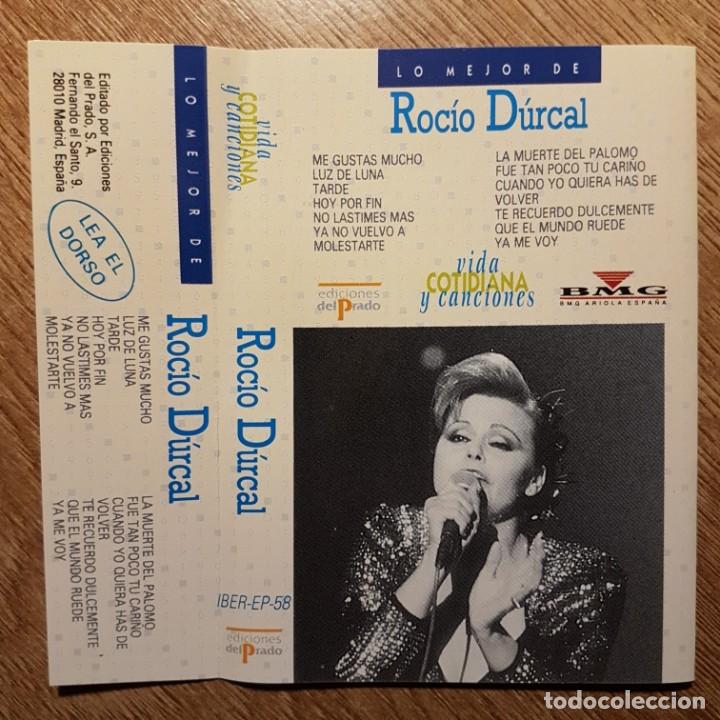 Editado por Ediciones
del Prado, S. A.
Fernando el Santo, 9.
28010 Madrid, España
LEA EL
DORSO
LO MEJOR DE
Rocío Dúrcal
ME GUSTAS MUCHO
LUZ DE LUNA
TARDE
HOY POR FIN
NO LASTIMES MAS
YA NO VUELVO A
MOLESTARTE
LA MUERTE DEL PALOMO
FUE TAN POCO TU CARIÑO
CUANDO YO QUIERA HAS DE
VOLVER
TE RECUERDO DULCEMENTE
QUE EL MUNDO RUEDE
YA ME VOY
vida
COTIDIANA
y canciones
Rocío Dúrcal
IBER-EP-58
ediciones
del Prado
LO MEJOR DE
Rocío Dúrcal
ME GUSTAS MUCHO
LUZ DE LUNA
TARDE
HOY POR FIN
NO LASTIMES MAS
YA NO VUELVO A
MOLESTARTE
LA MUERTE DEL PALOMO
FUE TAN POCO TU CARIÑO
CUANDO YO QUIERA HAS DE
VOLVER
TE RECUERDO DULCEMENTE
QUE EL MUNDO RUEDE
YA ME VOY
ediciones
del Prado
vida
COTIDIANA
y canciones
BMG
BMG ARIOLA ESPAÑA
todocoleccion